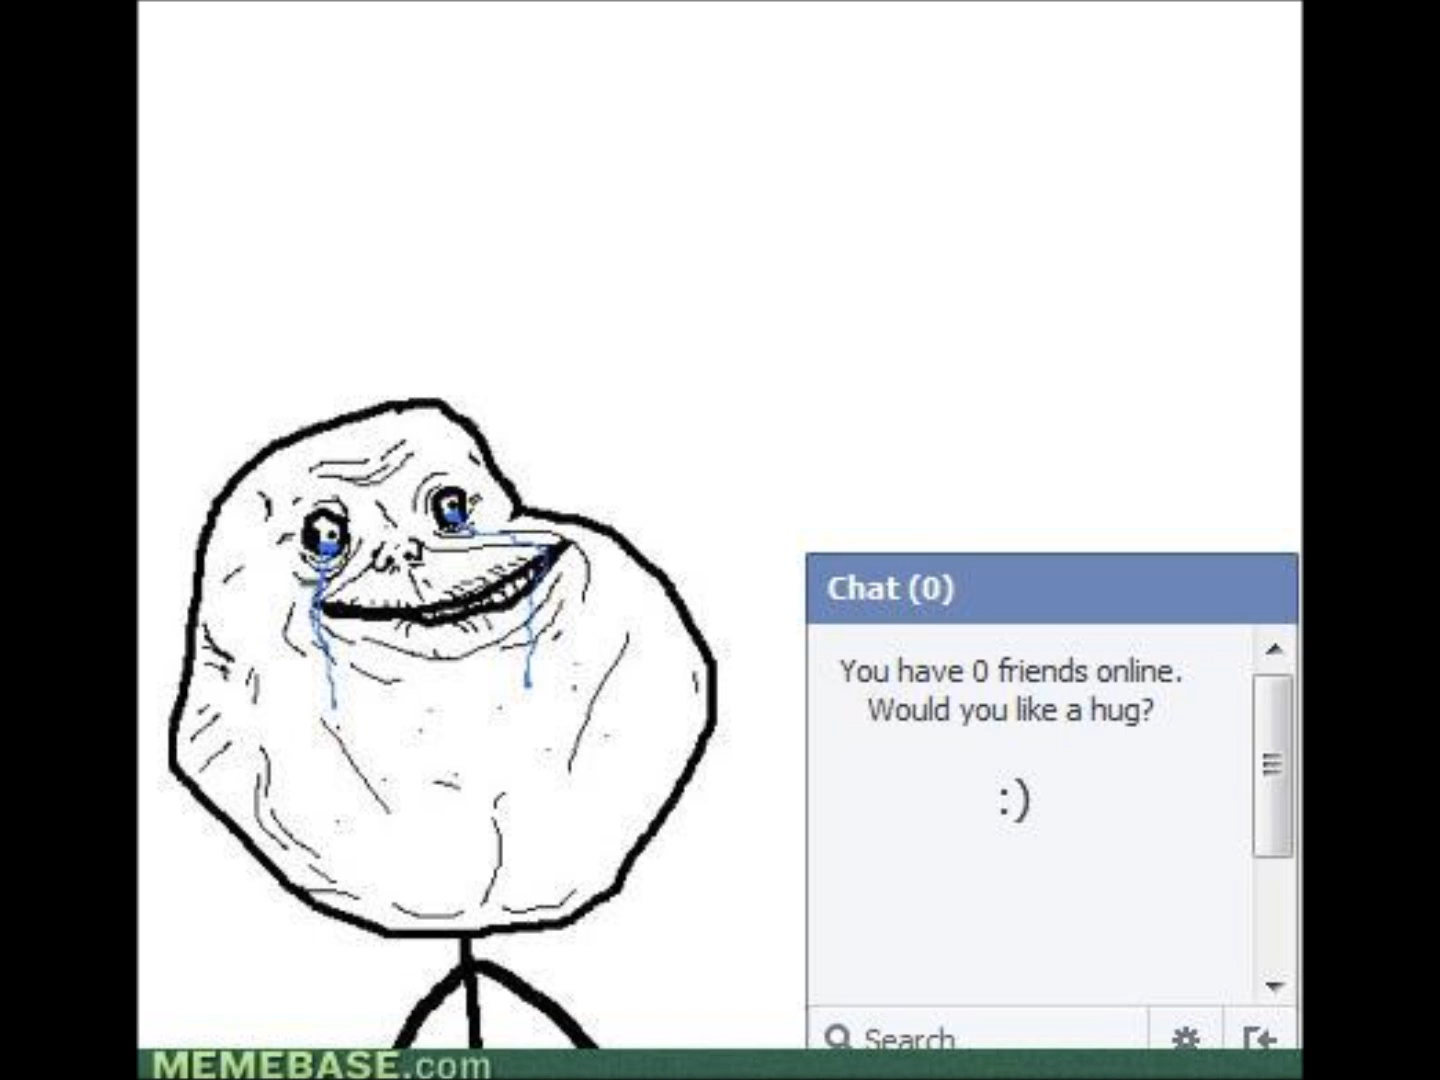 Chat (0)
You have 0 friends online.
Would you like a hug?
:)
Search
MEMEBASE.com